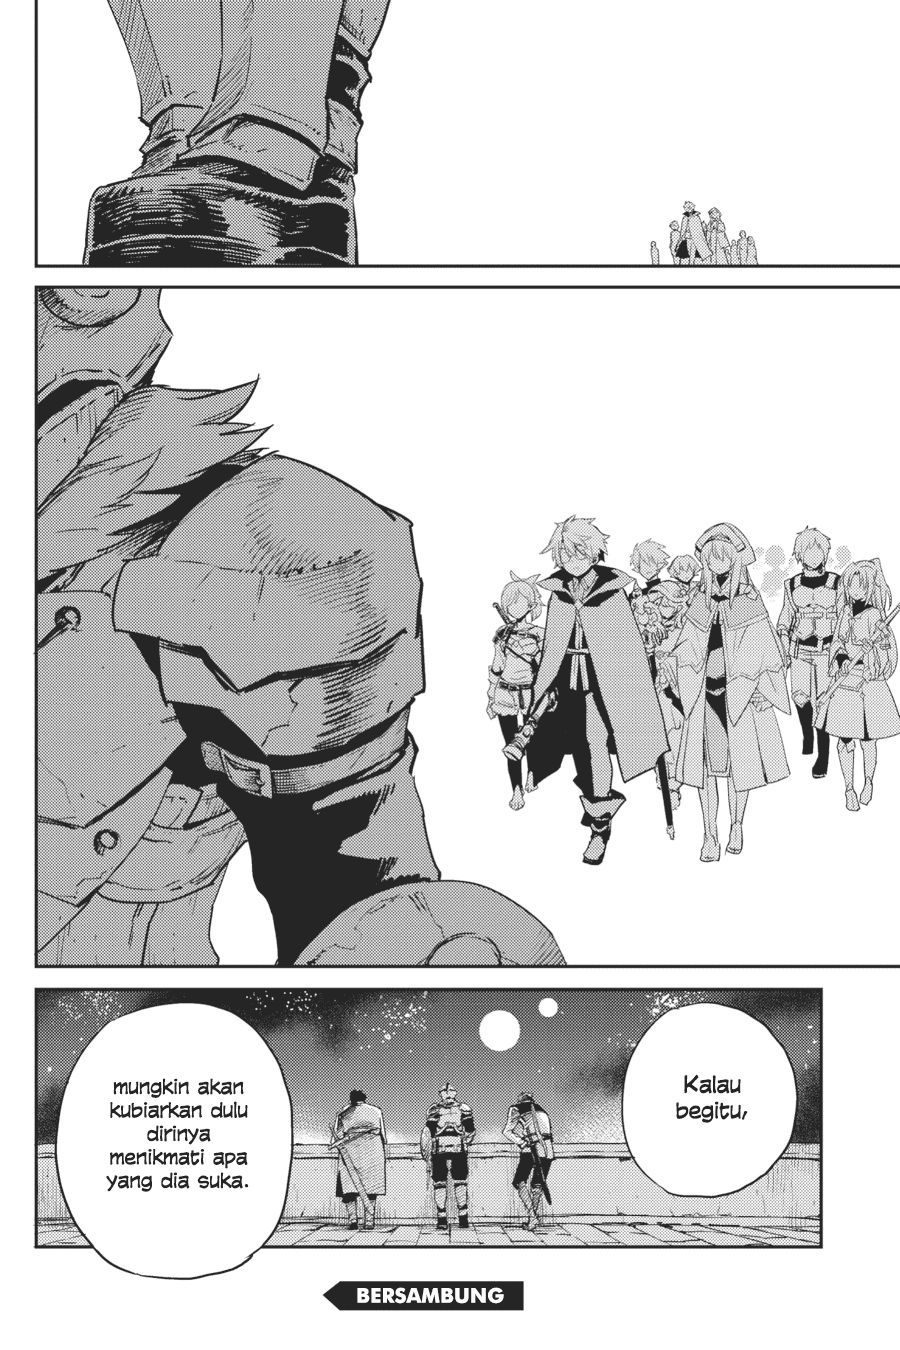 Kalau
begitu,
mungkin akan
kubiarkan dulu
dirinya
menikmati apa
yang dia suka.
BERSAMBUNG